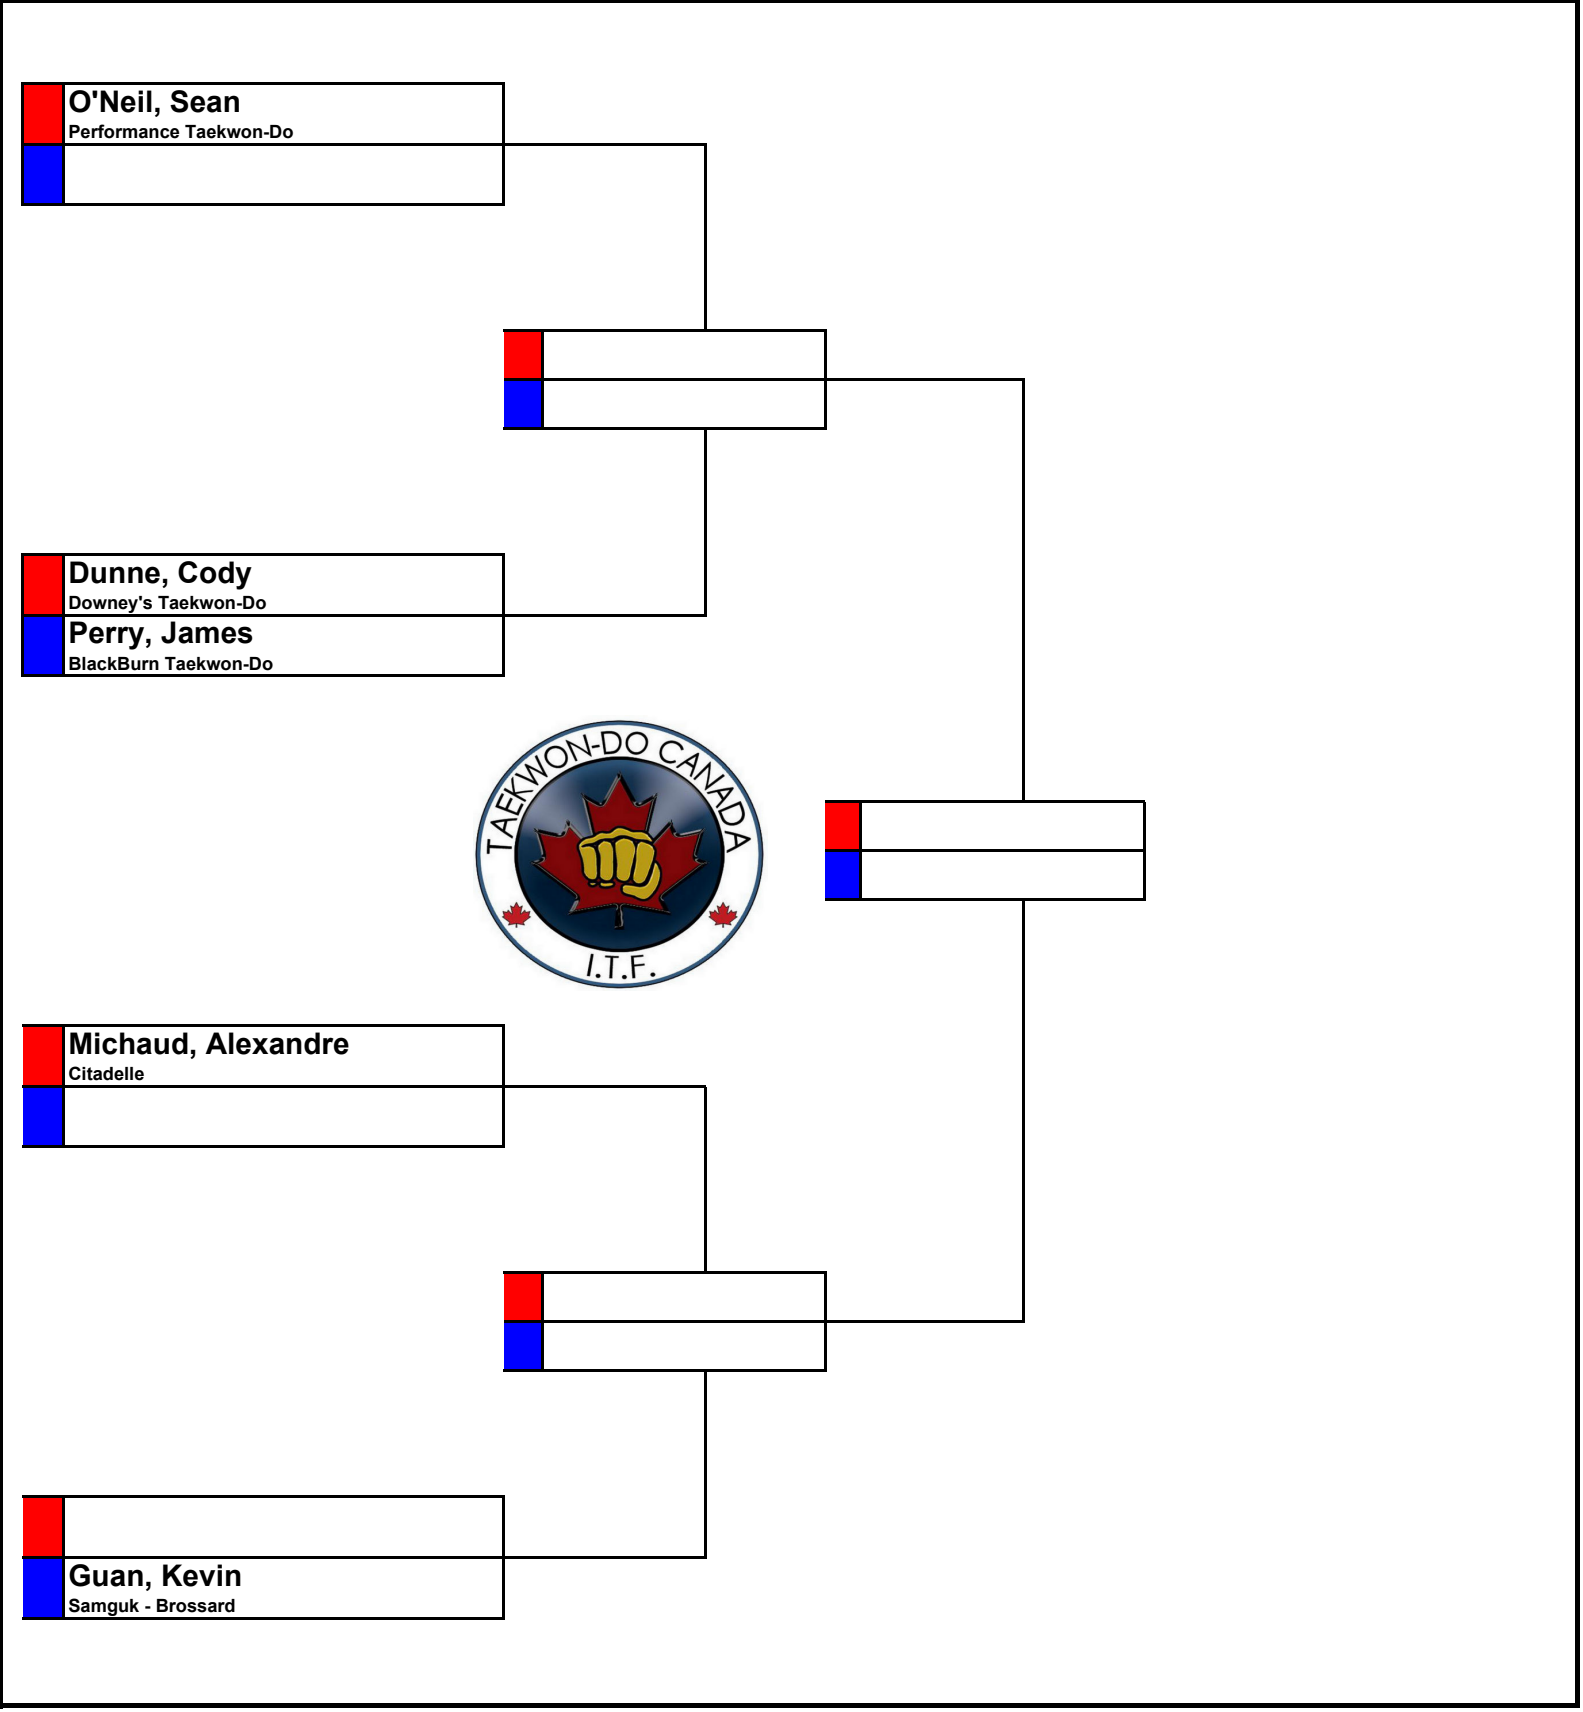 O'Neil, Sean
Performance Taekwon-Do
Dunne, Cody
Downey's Taekwon-Do
Perry, James
BlackBurn Taekwon-Do
TAEKWON-DO CANADA
I.T.F.
Michaud, Alexandre
Citadelle
Guan, Kevin
Samguk - Brossard